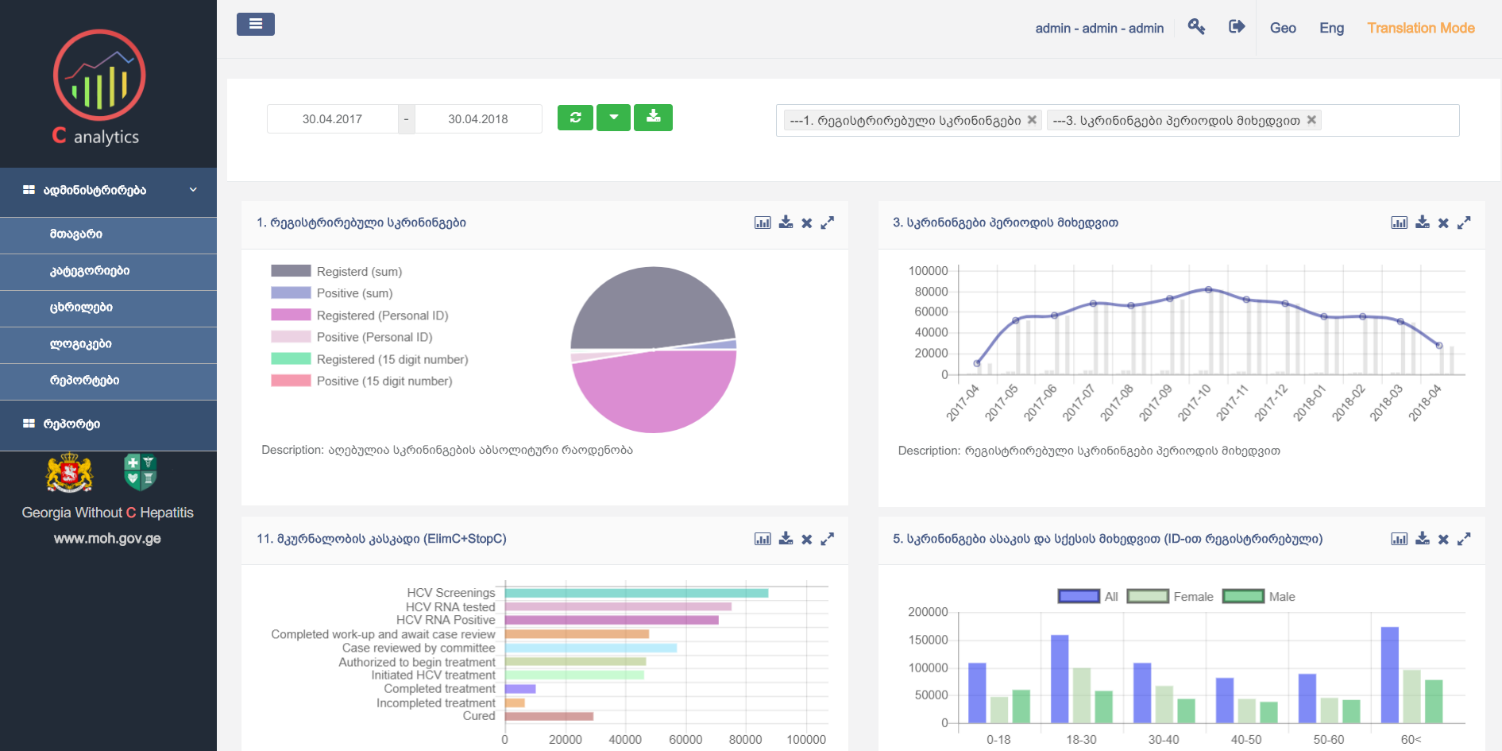 admin - admin - admin
Geo
Eng
Translation Mode
C analytics
ადმინისტრირება
მთავარი
კატეგორიები
ცხრილები
ლოგიკები
რეპორტები
რეპორტი
Georgia Without C Hepatitis
www.moh.gov.ge
30.04.2017 - 30.04.2018
---1. რეგისტრირებული სკრინინგები ---3. სკრინინგები პერიოდის მიხედვით
1. რეგისტრირებული სკრინინგები
Registerd (sum)
Positive (sum)
Registered (Personal ID)
Positive (Personal ID)
Registered (15 digit number)
Positive (15 digit number)
Description: აღებულია სკრინინგების აბსოლიტური რაოდენობა
3. სკრინინგები პერიოდის მიხედვით
100000
80000
60000
40000
20000
0
2017-04 2017-05 2017-06 2017-07 2017-08 2017-09 2017-10 2017-11 2017-12 2018-01 2018-02 2018-03 2018-04
Description: რეგისტრირებული სკრინინგები პერიოდის მიხედვით
11. მკურნალობის კასკადი (ElimC+StopC)
HCV Screenings
HCV RNA tested
HCV RNA Positive
Completed work-up and await case review
Case reviewed by committee
Authorized to begin treatment
Initiated HCV treatment
Completed treatment
Incompleted treatment
Cured
0 20000 40000 60000 80000 100000
5. სკრინინგები ასაკის და სქესის მიხედვით (ID-ით რეგისტრირებული)
All Female Male
200000
150000
100000
50000
0
0-18 18-30 30-40 40-50 50-60 60<